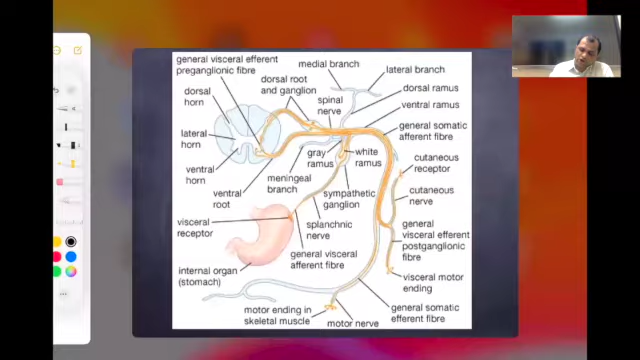 general visceral efferent
preganglionic fibre
medial branch
lateral branch
dorsal root
and ganglion
dorsal ramus
dorsal
horn
spinal
nerve
ventral ramus
lateral
horn
general somatic
afferent fibre
gray
ramus
white
ramus
cutaneous
receptor
ventral
horn
meningeal
branch
ventral
root
sympathetic
ganglion
cutaneous
nerve
visceral
receptor
splanchnic
nerve
general
visceral efferent
postganglionic
fibre
general visceral
afferent fibre
internal organ
(stomach)
visceral motor
ending
motor ending in
skeletal muscle
motor nerve
general somatic
efferent fibre